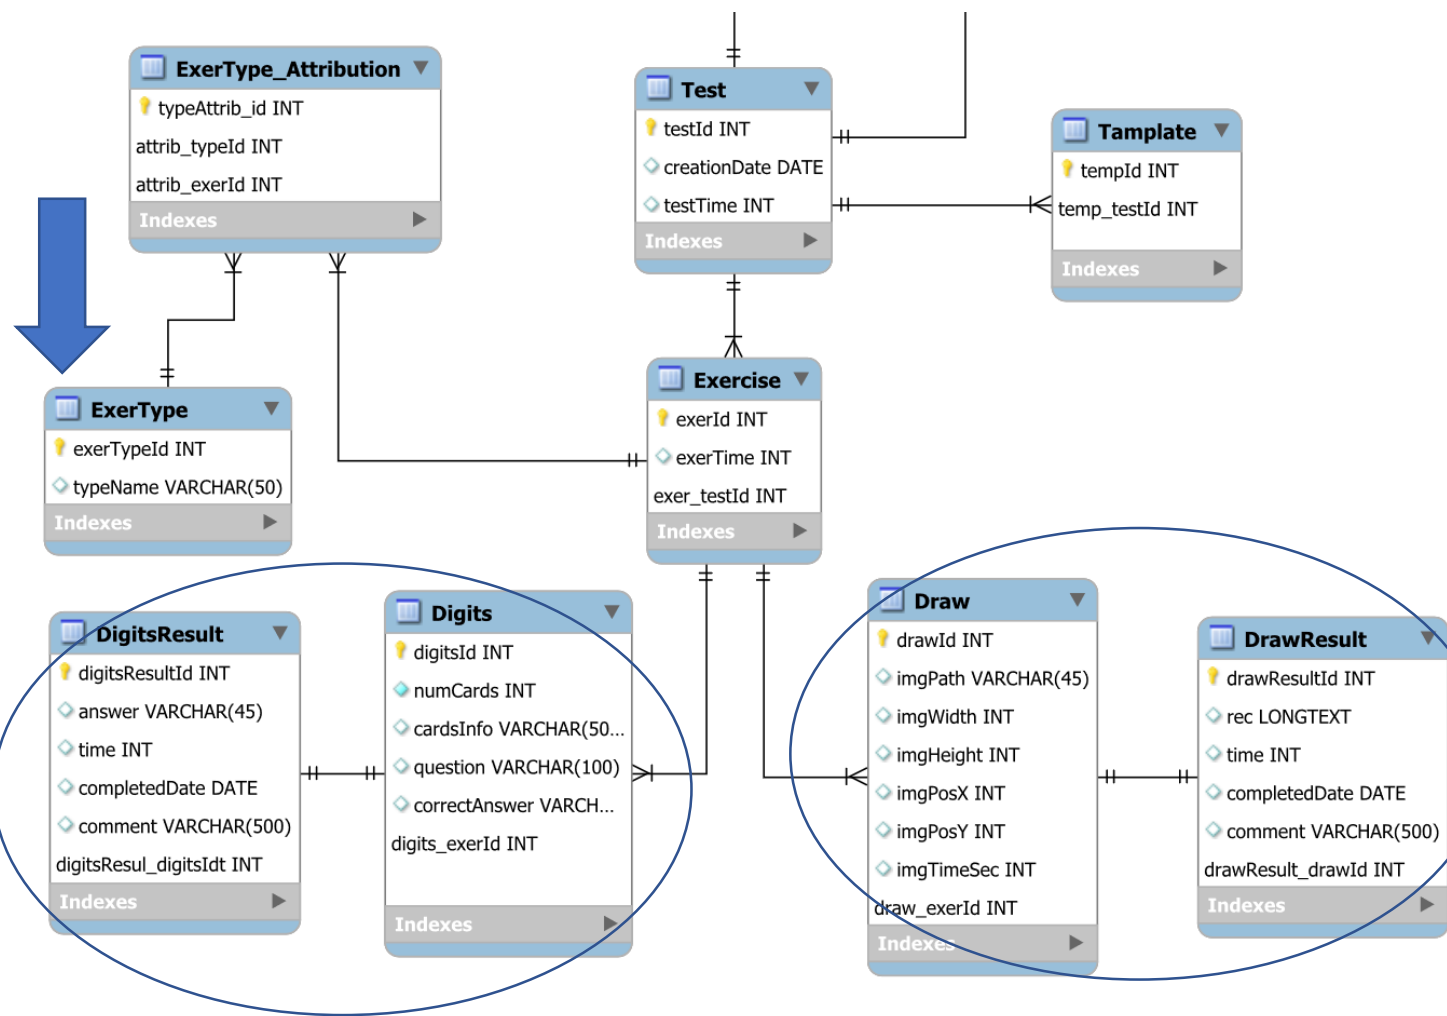 ExerType_Attribution
typeAttrib_id INT
attrib_typeId INT
attrib_exerId INT
Indexes
Test
testId INT
creationDate DATE
testTime INT
Indexes
Tamplate
tempId INT
temp_testId INT
Indexes
ExerType
exerTypeId INT
typeName VARCHAR(50)
Indexes
Exercise
exerId INT
exerTime INT
exer_testId INT
Indexes
DigitsResult
digitsResultId INT
answer VARCHAR(45)
time INT
completedDate DATE
comment VARCHAR(500)
digitsResul_digitsIdt INT
Indexes
Digits
digitsId INT
numCards INT
cardsInfo VARCHAR(50...
question VARCHAR(100)
correctAnswer VARCH...
digits_exerId INT
Indexes
Draw
drawId INT
imgPath VARCHAR(45)
imgWidth INT
imgHeight INT
imgPosX INT
imgPosY INT
imgTimeSec INT
draw_exerId INT
Indexes
DrawResult
drawResultId INT
rec LONGTEXT
time INT
completedDate DATE
comment VARCHAR(500)
drawResult_drawId INT
Indexes